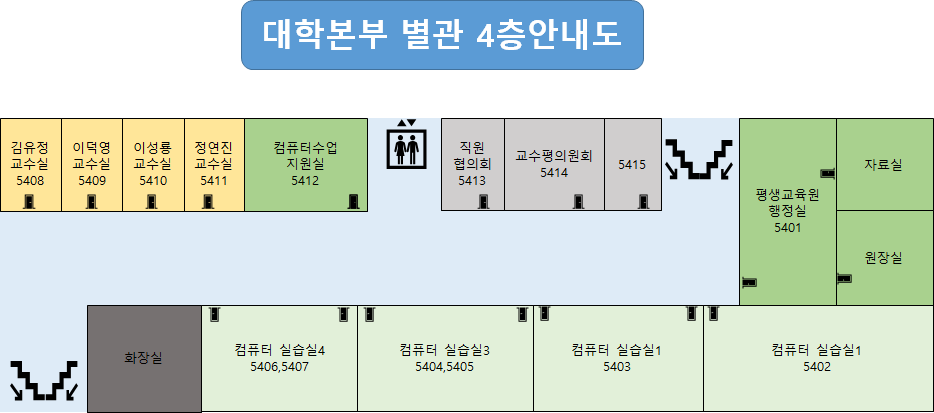 대학본부 별관 4층안내도
김유정
교수실
5408
이덕영
교수실
5409
이성룡
교수실
5410
정연진
교수실
5411
컴퓨터수업
지원실
5412
직원
협의회
5413
교수평의원회
5414
5415
평생교육원
행정실
5401
자료실
원장실
화장실
컴퓨터 실습실4
5406,5407
컴퓨터 실습실3
5404,5405
컴퓨터 실습실1
5403
컴퓨터 실습실1
5402